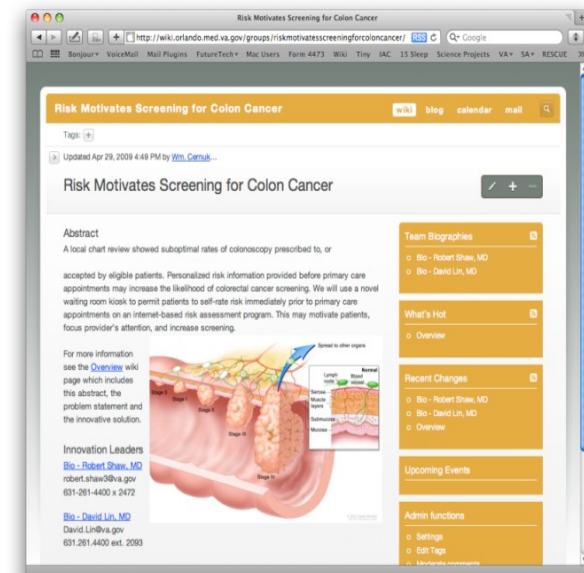 Risk Motivates Screening for Colon Cancer
http://wiki.orlando.med.va.gov/groups/riskmotivatesscreeningforcoloncancer/ RSS Google
Bonjour VoiceMail Mail Plugins FutureTech Mac Users Form 4473 Wiki Tiny IAC 15 Sleep Science Projects VA SA RESCUE
Risk Motivates Screening for Colon Cancer
wiki blog calendar mail
Tags: +
Updated Apr 29, 2009 4:49 PM by Wm. Cernuk...
Risk Motivates Screening for Colon Cancer
Abstract
A local chart review showed suboptimal rates of colonoscopy prescribed to, or
accepted by eligible patients. Personalized risk information provided before primary care
appointments may increase the likelihood of colorectal cancer screening. We will use a novel
waiting room kiosk to permit patients to self-rate risk immediately prior to primary care
appointments on an internet-based risk assessment program. This may motivate patients,
focus provider's attention, and increase screening.
For more information
see the Overview wiki
page which includes
this abstract, the
problem statement and
the innovative solution.
Innovation Leaders
Bio - Robert Shaw, MD
robert.shaw3@va.gov
631-261-4400 x 2472
Bio - David Lin, MD
David.Lin@va.gov
631.261.4400 ext. 2093
Spread to other organs
Normal
Lymph node
Blood vessel
Serosa
Muscle layers
Submucosa
Mucosa
Stage 0
Stage I
Stage II
Stage III
Stage IV
Team Biographies
Bio - Robert Shaw, MD
Bio - David Lin, MD
What's Hot
Overview
Recent Changes
Bio - Robert Shaw, MD
Bio - David Lin, MD
Overview
Upcoming Events
Admin functions
Settings
Edit Tags
Moderate comments